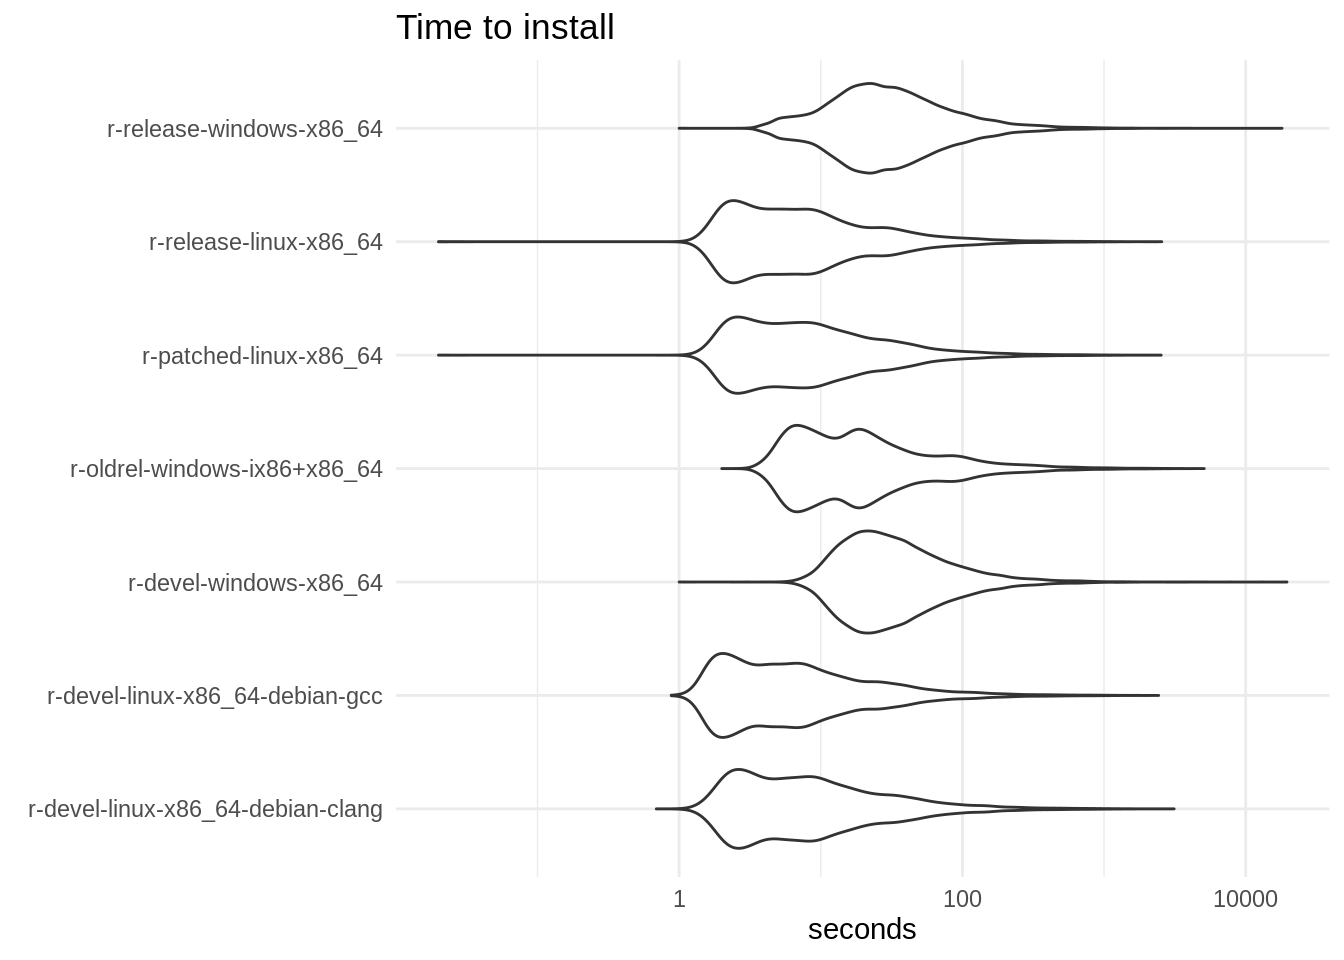 Time to install
r-release-windows-x86_64
r-release-linux-x86_64
r-patched-linux-x86_64
r-oldrel-windows-ix86+x86_64
r-devel-windows-x86_64
r-devel-linux-x86_64-debian-gcc
r-devel-linux-x86_64-debian-clang
1 100 10000
seconds